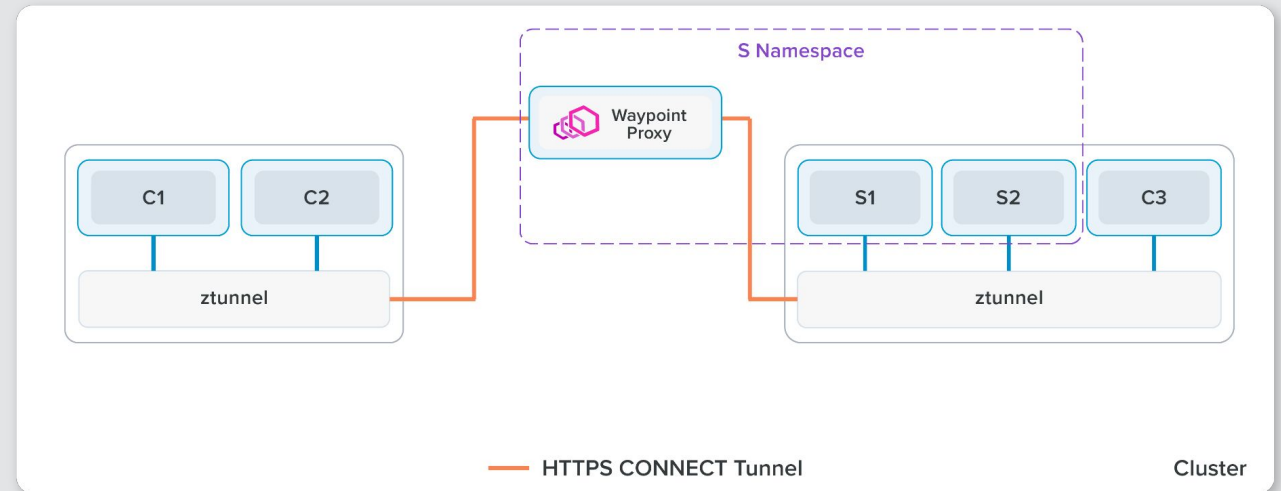 S Namespace
Waypoint
Proxy
C1
C2
S1
S2
C3
ztunnel
ztunnel
HTTPS CONNECT Tunnel
Cluster